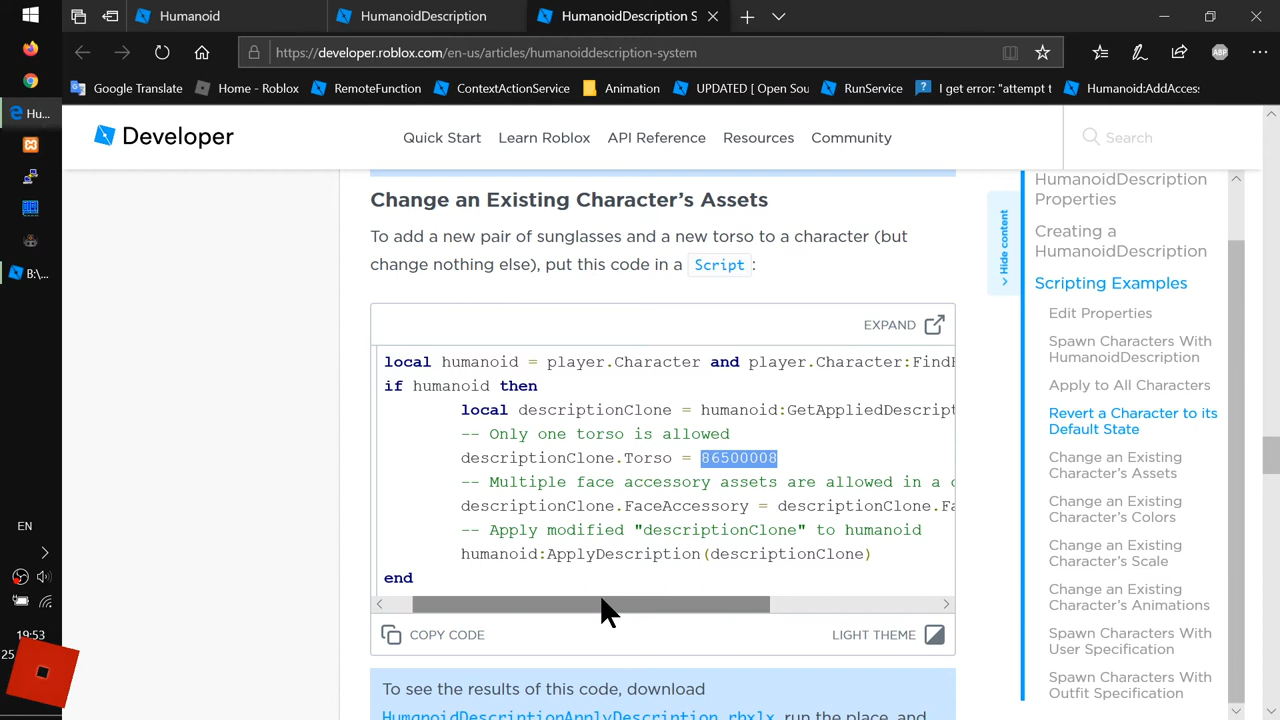 Humanoid
HumanoidDescription
HumanoidDescription S
https://developer.roblox.com/en-us/articles/humanoiddescription-system
ABP
Google Translate
Home - Roblox
RemoteFunction
ContextActionService
Animation
UPDATED [ Open Sou
RunService
I get error: "attempt t
Humanoid:AddAccess
Hu...
B:\...
EN
19:53
25
Developer
Quick Start
Learn Roblox
API Reference
Resources
Community
Search
Change an Existing Character’s Assets
To add a new pair of sunglasses and a new torso to a character (but
change nothing else), put this code in a Script:
EXPAND
local humanoid = player.Character and player.Character:FindF
if humanoid then
local descriptionClone = humanoid:GetAppliedDescript
-- Only one torso is allowed
descriptionClone.Torso = 86500008
-- Multiple face accessory assets are allowed in a c
descriptionClone.FaceAccessory = descriptionClone.Fa
-- Apply modified "descriptionClone" to humanoid
humanoid:ApplyDescription(descriptionClone)
end
COPY CODE
LIGHT THEME
To see the results of this code, download
HumanoidDescriptionApplyDescription.rbxlx, run the place, and
Hide content
HumanoidDescription
Properties
Creating a
HumanoidDescription
Scripting Examples
Edit Properties
Spawn Characters With
HumanoidDescription
Apply to All Characters
Revert a Character to its
Default State
Change an Existing
Character’s Assets
Change an Existing
Character’s Colors
Change an Existing
Character’s Scale
Change an Existing
Character’s Animations
Spawn Characters With
User Specification
Spawn Characters With
Outfit Specification